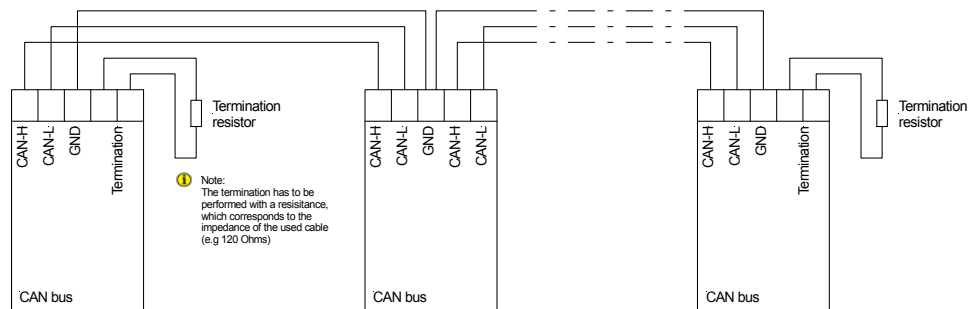 Termination
resistor
Termination
resistor
CAN-H
CAN-L
GND
Termination
CAN-H
CAN-L
GND
CAN-H
CAN-L
CAN-H
CAN-L
GND
Termination
i Note:
The termination has to be
performed with a resisitance,
which corresponds to the
impedance of the used cable
(e.g 120 Ohms)
CAN bus
CAN bus
CAN bus